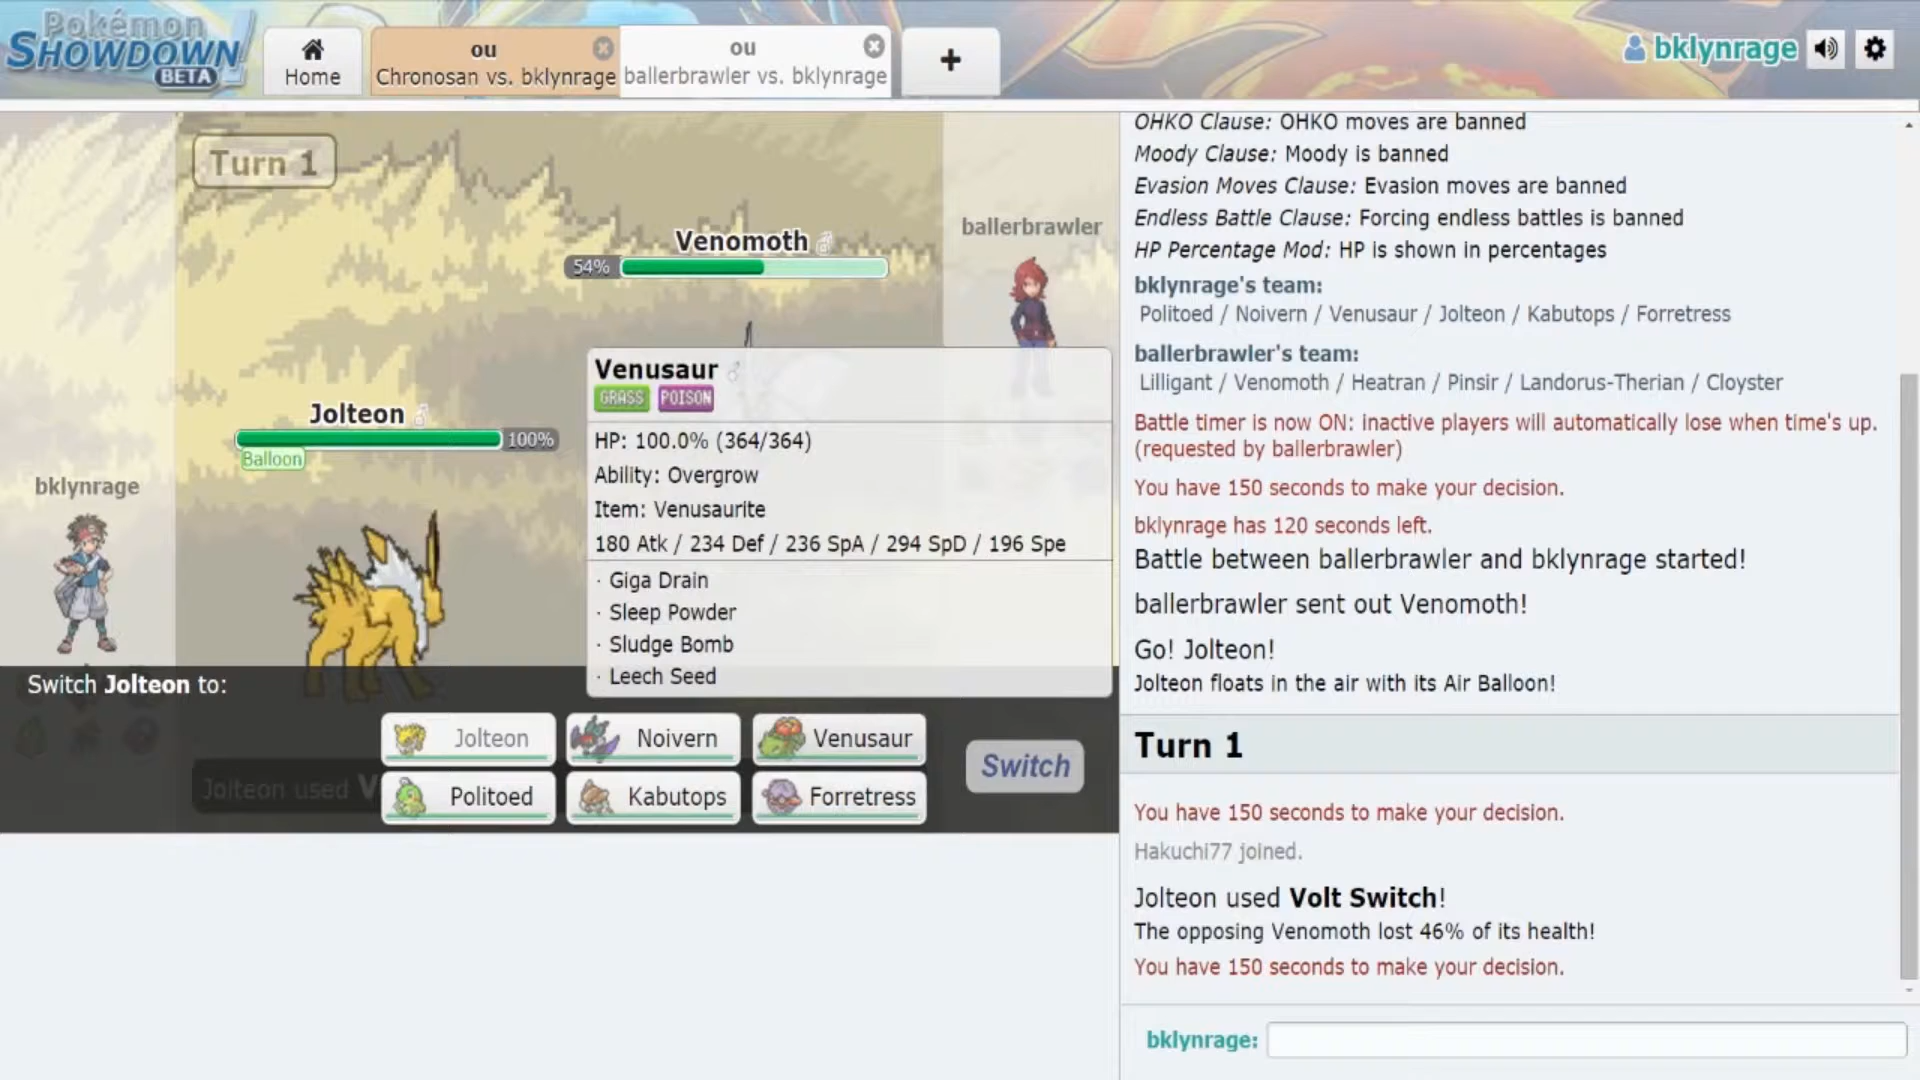 Pokémon
SHOWDOWN!
BETA
Home
ou
Chronosan vs. bklynrage
ou
ballerbrawler vs. bklynrage
+
bklynrage
Turn 1
Venomoth
54%
ballerbrawler
Jolteon
100%
Balloon
bklynrage
Venusaur
GRASS POISON
HP: 100.0% (364/364)
Ability: Overgrow
Item: Venusaurite
180 Atk / 234 Def / 236 SpA / 294 SpD / 196 Spe
· Giga Drain
· Sleep Powder
· Sludge Bomb
· Leech Seed
Switch Jolteon to:
Jolteon
Noivern
Venusaur
Politoed
Kabutops
Forretress
Switch
Jolteon used V
OHKO Clause: OHKO moves are banned
Moody Clause: Moody is banned
Evasion Moves Clause: Evasion moves are banned
Endless Battle Clause: Forcing endless battles is banned
HP Percentage Mod: HP is shown in percentages
bklynrage's team:
Politoed / Noivern / Venusaur / Jolteon / Kabutops / Forretress
ballerbrawler's team:
Lilligant / Venomoth / Heatran / Pinsir / Landorus-Therian / Cloyster
Battle timer is now ON: inactive players will automatically lose when time's up.
(requested by ballerbrawler)
You have 150 seconds to make your decision.
bklynrage has 120 seconds left.
Battle between ballerbrawler and bklynrage started!
ballerbrawler sent out Venomoth!
Go! Jolteon!
Jolteon floats in the air with its Air Balloon!
Turn 1
You have 150 seconds to make your decision.
Hakuchi77 joined.
Jolteon used Volt Switch!
The opposing Venomoth lost 46% of its health!
You have 150 seconds to make your decision.
bklynrage: